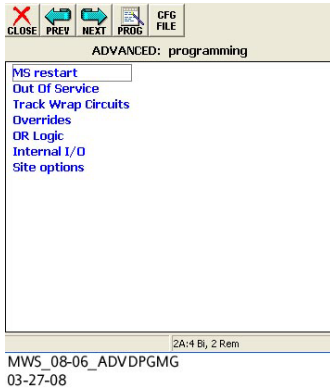 CLOSE PREV NEXT PROG CFG FILE
ADVANCED: programming
MS restart
Out Of Service
Track Wrap Circuits
Overrides
OR Logic
Internal I/O
Site options
2A:4 Bi, 2 Rem
MWS_08-06_ADVDPGMG
03-27-08